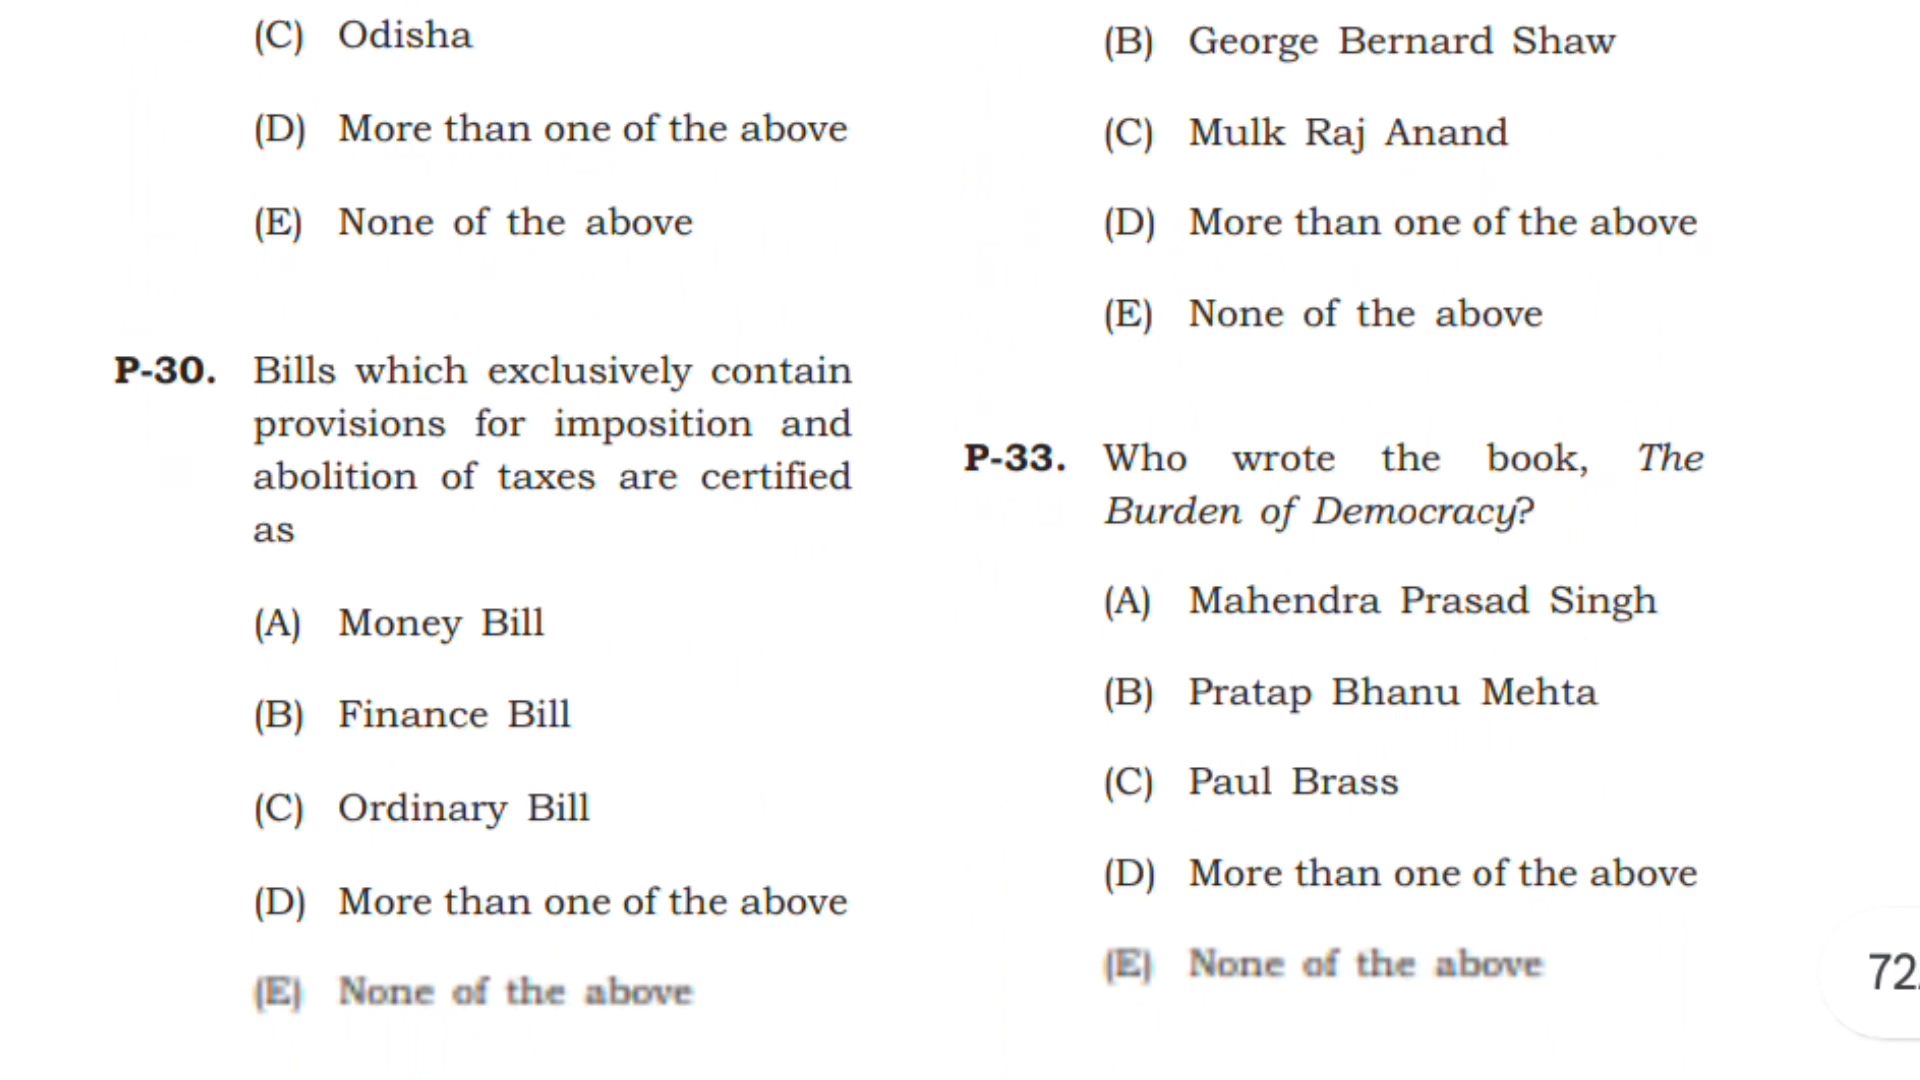 (C) Odisha
(D) More than one of the above
(E) None of the above
P-30. Bills which exclusively contain
provisions for imposition and
abolition of taxes are certified
as
(A) Money Bill
(B) Finance Bill
(C) Ordinary Bill
(D) More than one of the above
(E) None of the above
(B) George Bernard Shaw
(C) Mulk Raj Anand
(D) More than one of the above
(E) None of the above
P-33. Who wrote the book, The
Burden of Democracy?
(A) Mahendra Prasad Singh
(B) Pratap Bhanu Mehta
(C) Paul Brass
(D) More than one of the above
(E) None of the above
72